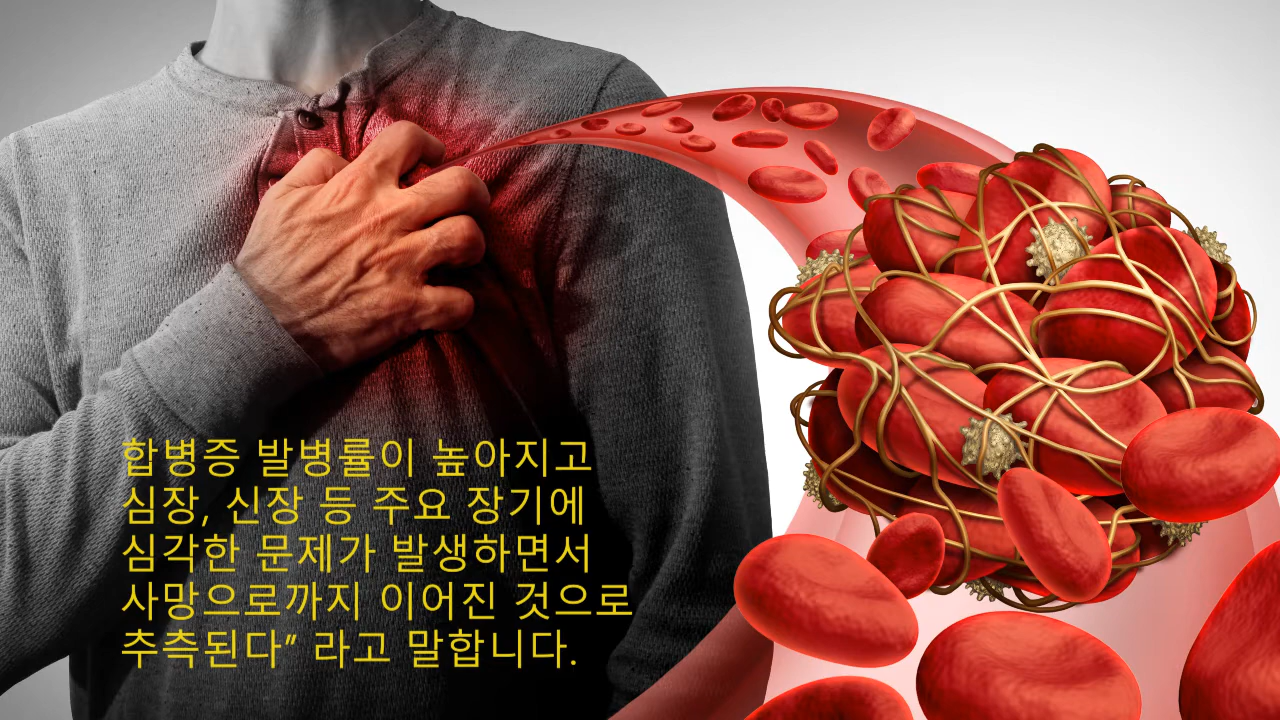 합병증 발병률이 높아지고
심장, 신장 등 주요 장기에
심각한 문제가 발생하면서
사망으로까지 이어진 것으로
추측된다” 라고 말합니다.